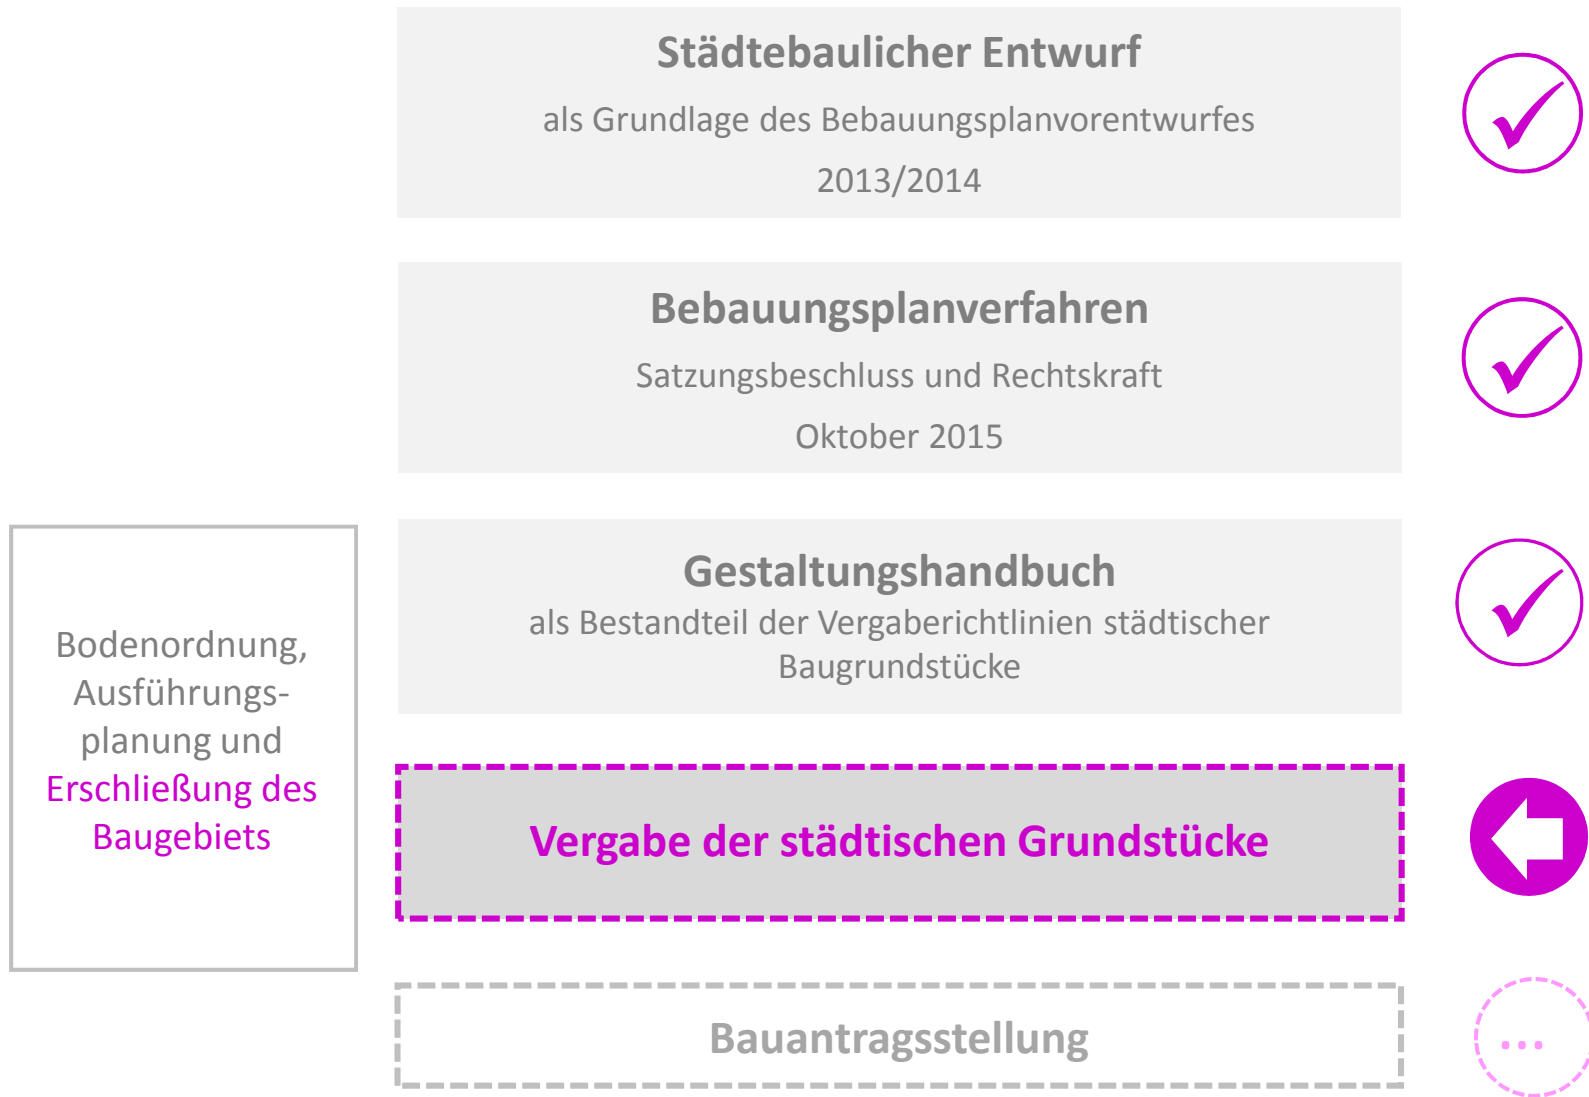 Städtebaulicher Entwurf
als Grundlage des Bebauungsplanvorentwurfes
2013/2014
Bebauungsplanverfahren
Satzungsbeschluss und Rechtskraft
Oktober 2015
Gestaltungshandbuch
als Bestandteil der Vergaberichtlinien städtischer
Baugrundstücke
Bodenordnung,
Ausführungs-
planung und
Erschließung des
Baugebiets
Vergabe der städtischen Grundstücke
Bauantragsstellung
...